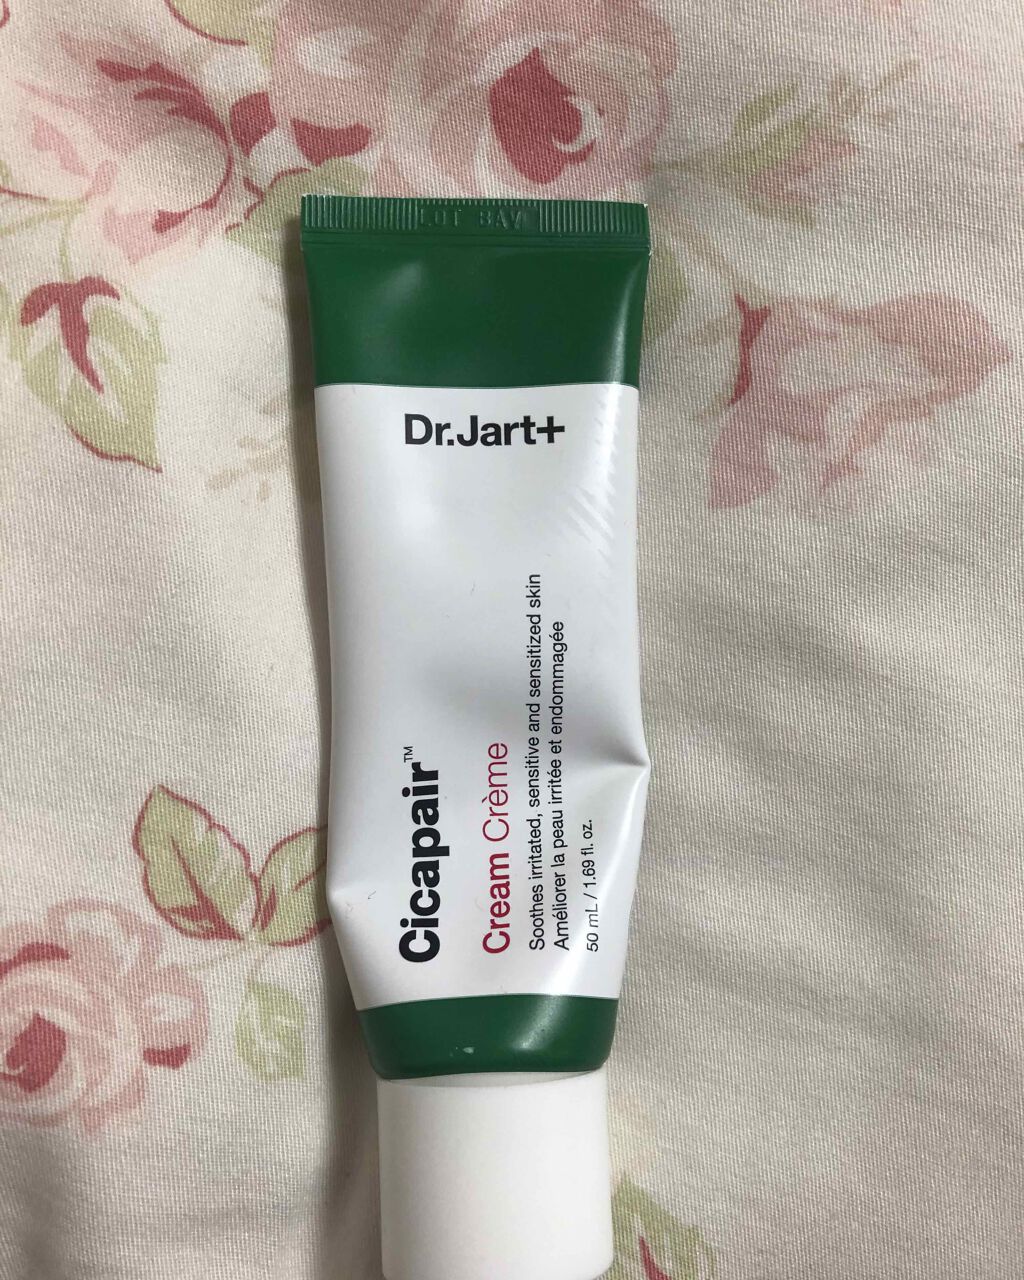 LOT 8AV
Dr.Jart+
Cicapair™
Cream Crème
Soothes irritated, sensitive and sensitized skin
Améliorer la peau irritée et endommagée
50 mL / 1.69 fl. oz.